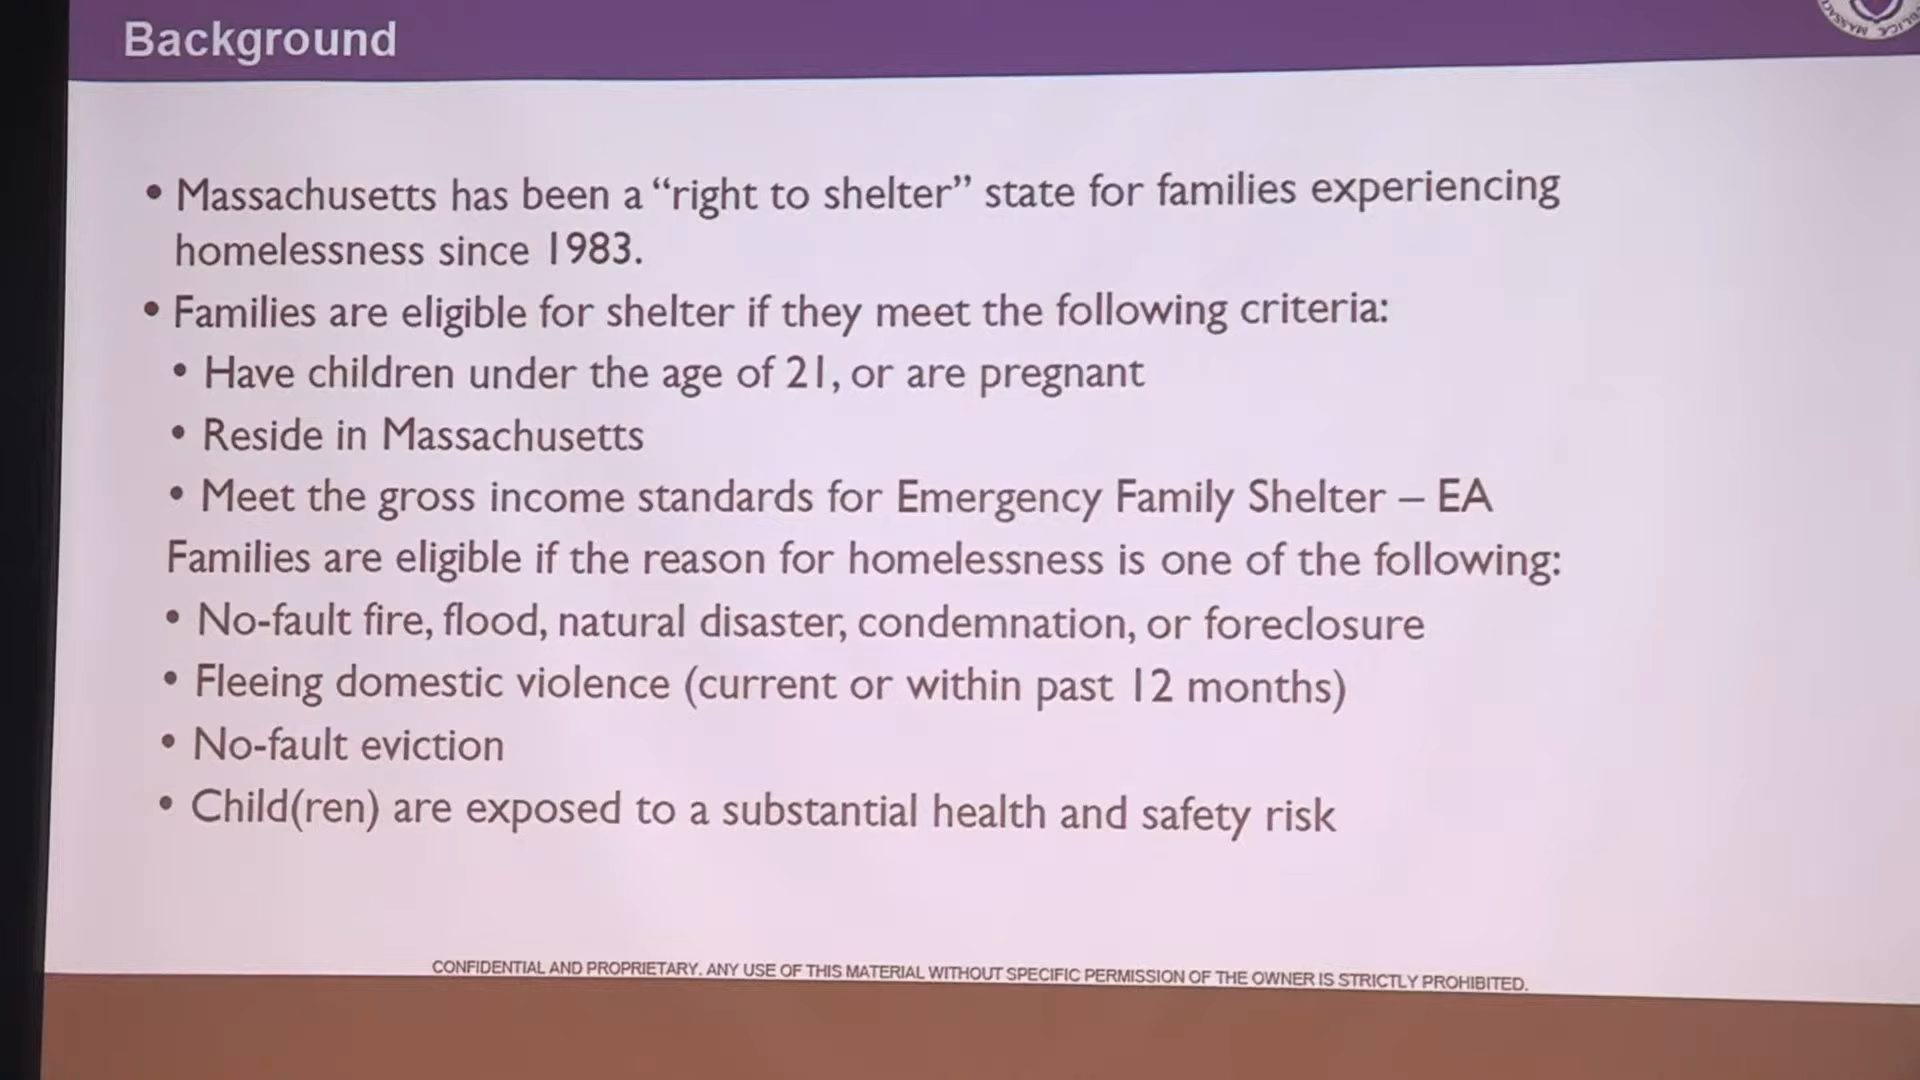 Background
• Massachusetts has been a “right to shelter” state for families experiencing
homelessness since 1983.
• Families are eligible for shelter if they meet the following criteria:
• Have children under the age of 21, or are pregnant
• Reside in Massachusetts
• Meet the gross income standards for Emergency Family Shelter – EA
Families are eligible if the reason for homelessness is one of the following:
• No-fault fire, flood, natural disaster, condemnation, or foreclosure
• Fleeing domestic violence (current or within past 12 months)
• No-fault eviction
• Child(ren) are exposed to a substantial health and safety risk
CONFIDENTIAL AND PROPRIETARY. ANY USE OF THIS MATERIAL WITHOUT SPECIFIC PERMISSION OF THE OWNER IS STRICTLY PROHIBITED.